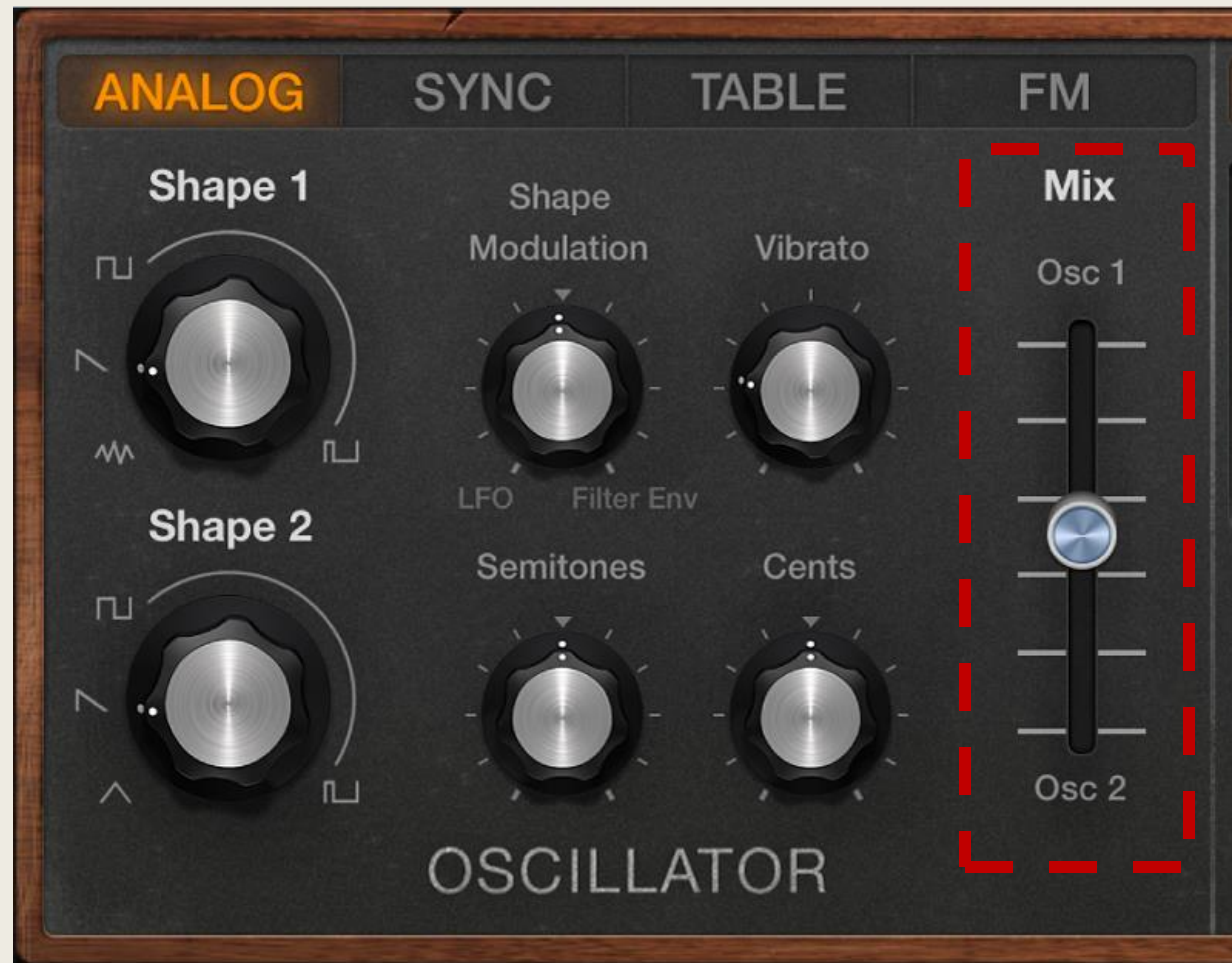 ANALOG SYNC TABLE FM
Shape 1
Shape
Modulation
Vibrato
Mix
Osc 1
LFO Filter Env
Shape 2
Semitones
Cents
Osc 2
OSCILLATOR